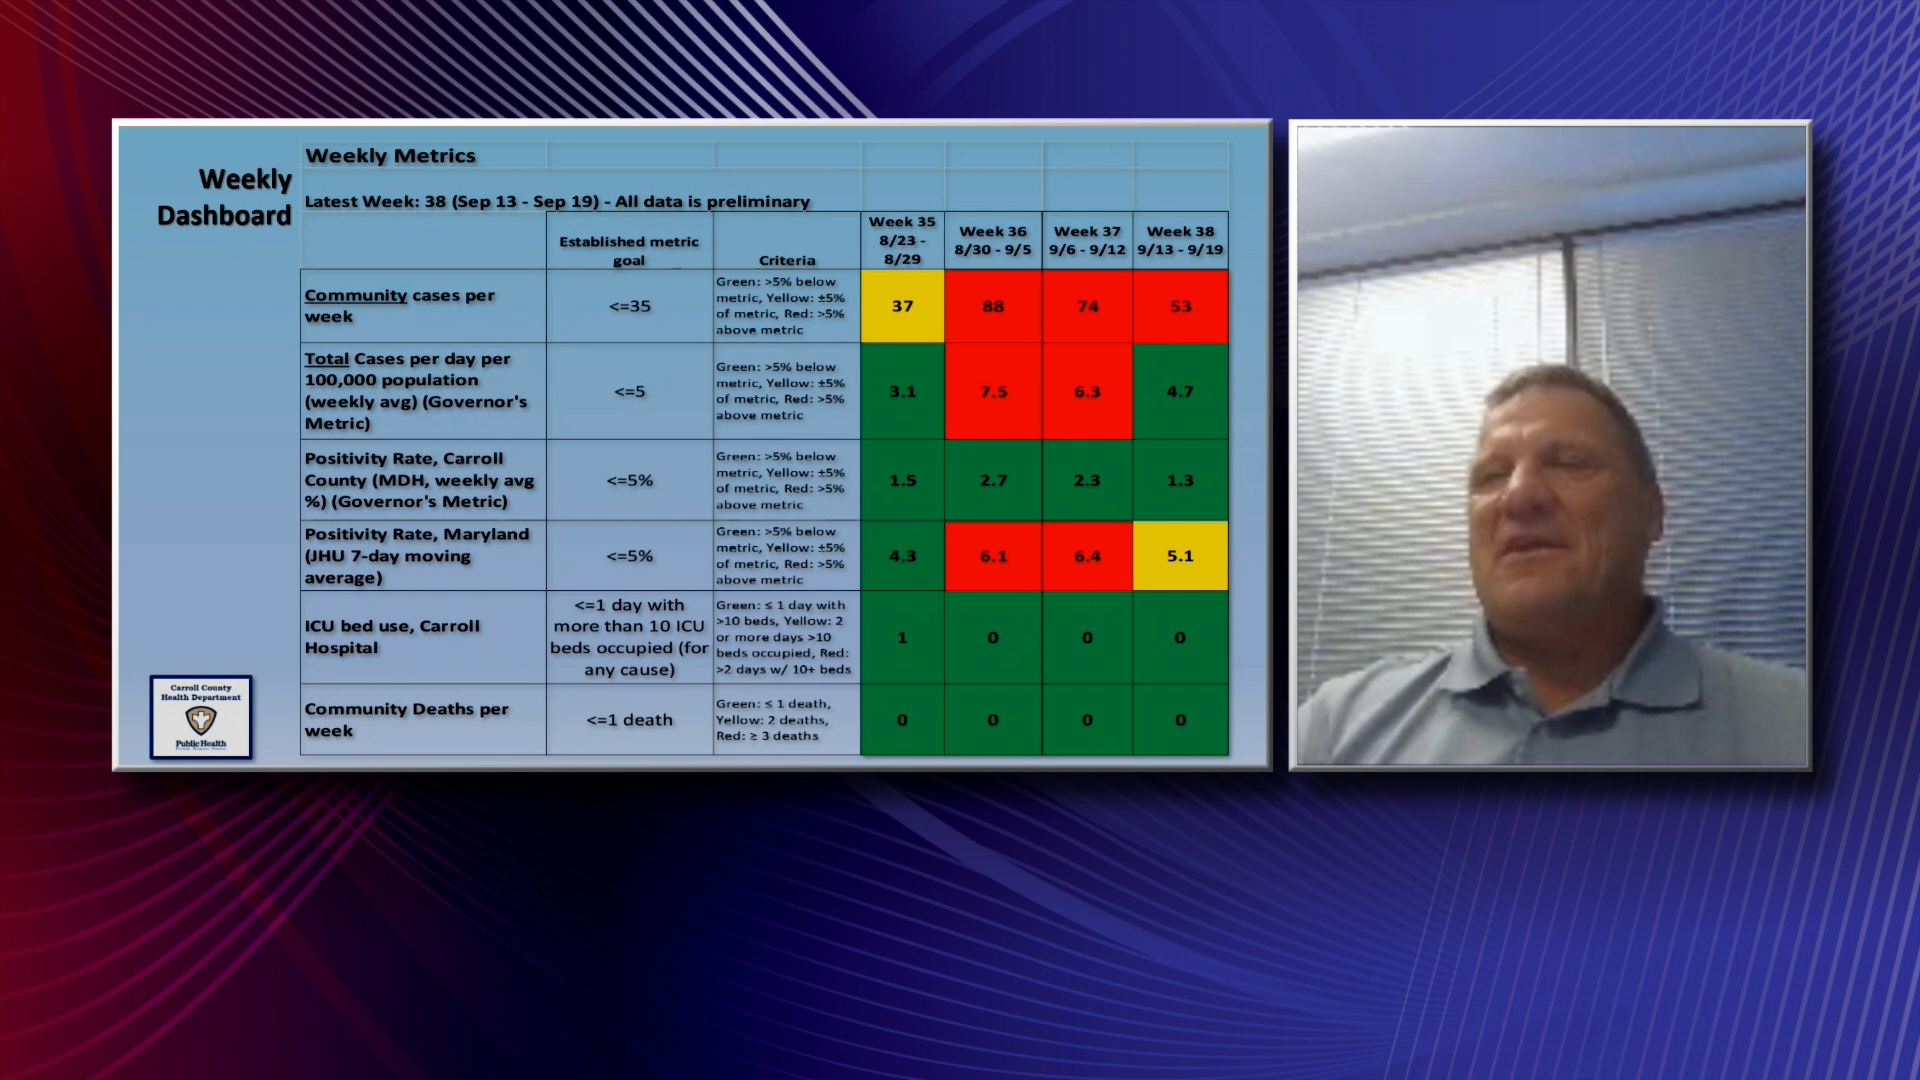 Weekly
Dashboard
Weekly Metrics
Latest Week: 38 (Sep 13 - Sep 19) - All data is preliminary
Established metric
goal
Criteria
Week 35
8/23 -
8/29
Week 36
8/30 - 9/5
Week 37
9/6 - 9/12
Week 38
9/13 - 9/19
Community cases per
week
<=35
Green: >5% below
metric, Yellow: ±5%
of metric, Red: >5%
above metric
37
88
74
53
Total Cases per day per
100,000 population
(weekly avg) (Governor's
Metric)
<=5
Green: >5% below
metric, Yellow: ±5%
of metric, Red: >5%
above metric
3.1
7.5
6.3
4.7
Positivity Rate, Carroll
County (MDH, weekly avg
%) (Governor's Metric)
<=5%
Green: >5% below
metric, Yellow: ±5%
of metric, Red: >5%
above metric
1.5
2.7
2.3
1.3
Positivity Rate, Maryland
(JHU 7-day moving
average)
<=5%
Green: >5% below
metric, Yellow: ±5%
of metric, Red: >5%
above metric
4.3
6.1
6.4
5.1
ICU bed use, Carroll
Hospital
<=1 day with
more than 10 ICU
beds occupied (for
any cause)
Green: ≤ 1 day with
>10 beds, Yellow: 2
or more days >10
beds occupied, Red:
>2 days w/ 10+ beds
1
0
0
0
Community Deaths per
week
<=1 death
Green: ≤ 1 death,
Yellow: 2 deaths,
Red: ≥ 3 deaths
0
0
0
0
Carroll County
Health Department
Public Health